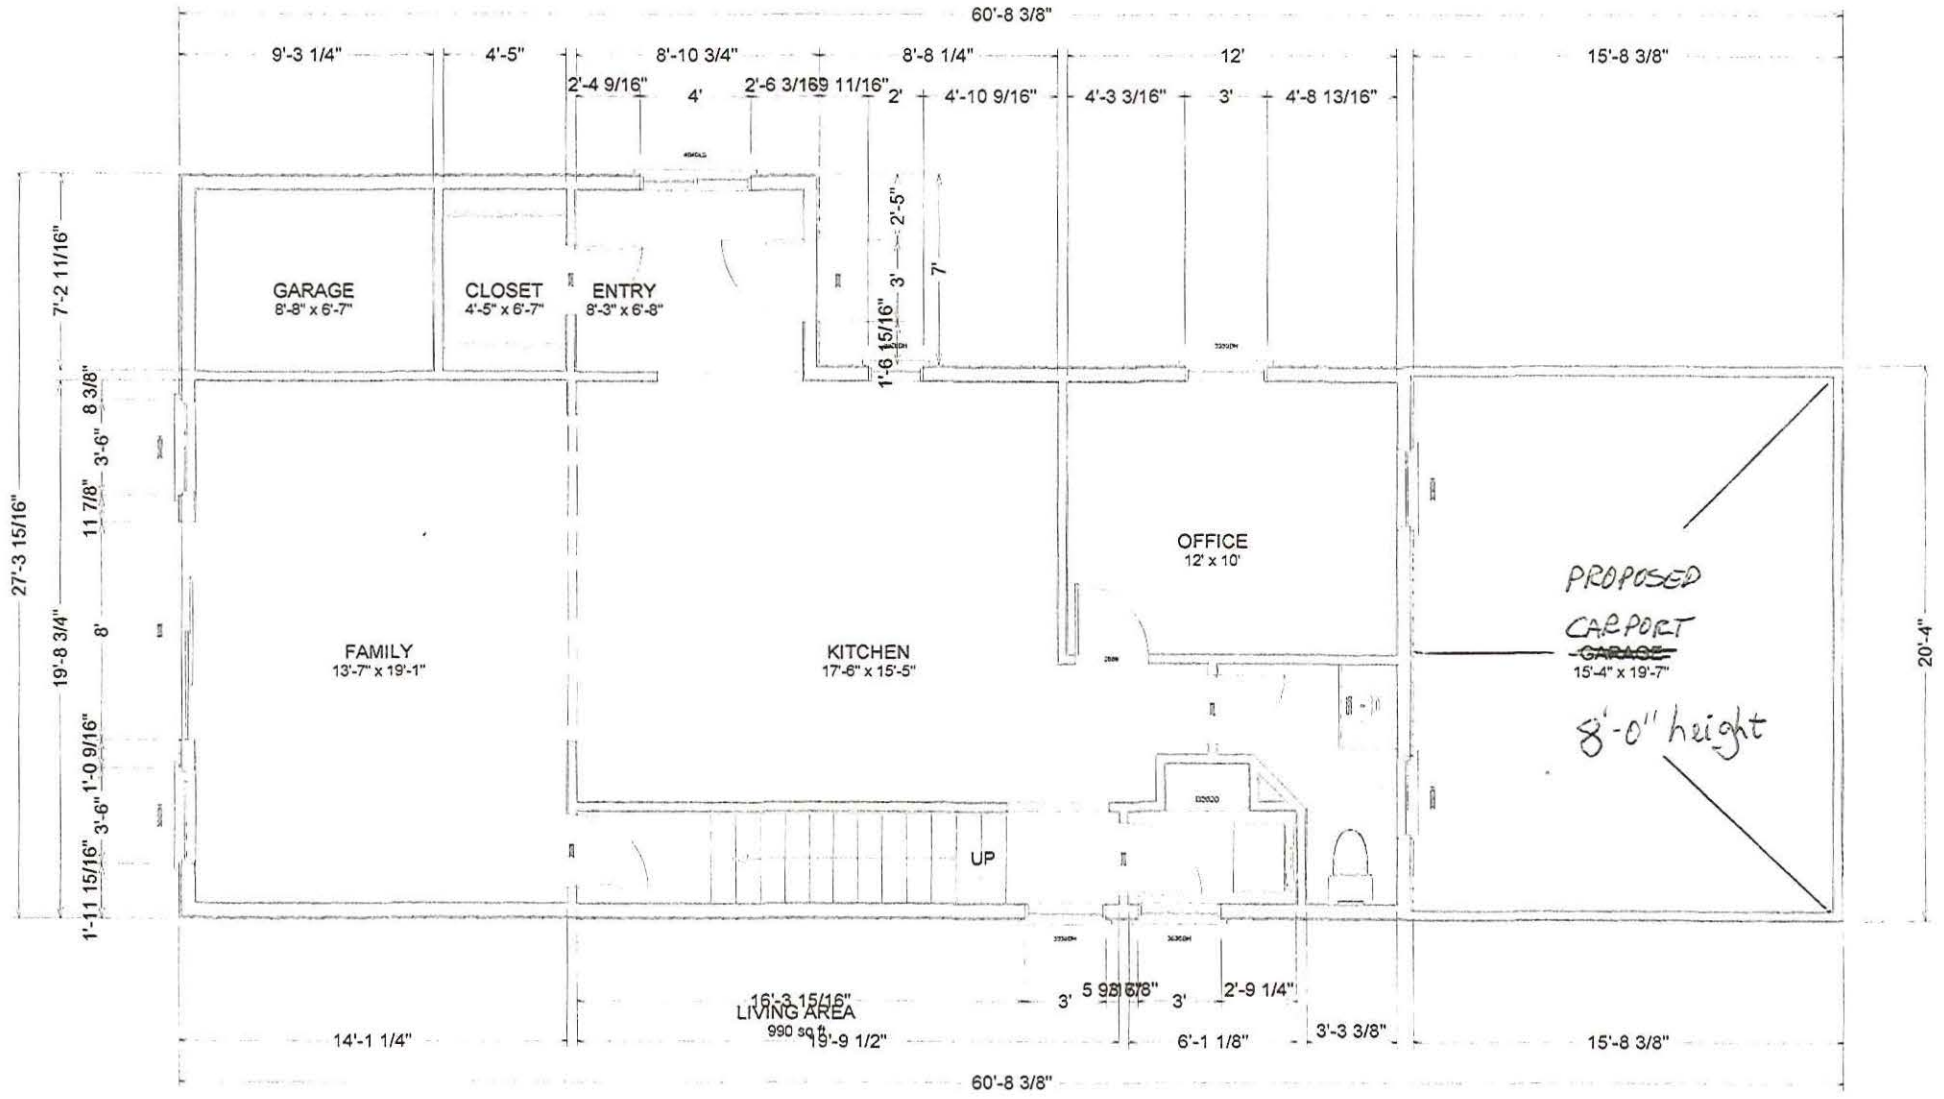 60'-8 3/8"
9'-3 1/4" 4'-5" 8'-10 3/4" 8'-8 1/4" 12' 15'-8 3/8"
2'-4 9/16" 4' 2'-6 3/16 9 11/16" 2' 4'-10 9/16" 4'-3 3/16" 3' 4'-8 13/16"
27'-3 15/16"
7'-2 11/16"
19'-8 3/4"
8 3/8"
3'-6"
11 7/8"
8'
1'-0 9/16"
3'-6"
1'-11 15/16"
2'-5"
3'
7'
1'-6 15/16"
GARAGE
8'-8" x 6'-7"
CLOSET
4'-5" x 6'-7"
ENTRY
8'-3" x 6'-8"
FAMILY
13'-7" x 19'-1"
KITCHEN
17'-6" x 15'-5"
OFFICE
12' x 10'
PROPOSED
CARPORT
GARAGE
15'-4" x 19'-7"
8'-0" height
20'-4"
UP
16'-3 15/16" 3' 3' 2'-9 1/4"
LIVING AREA
990 sq ft
14'-1 1/4" 19'-9 1/2" 6'-1 1/8" 3'-3 3/8" 15'-8 3/8"
60'-8 3/8"